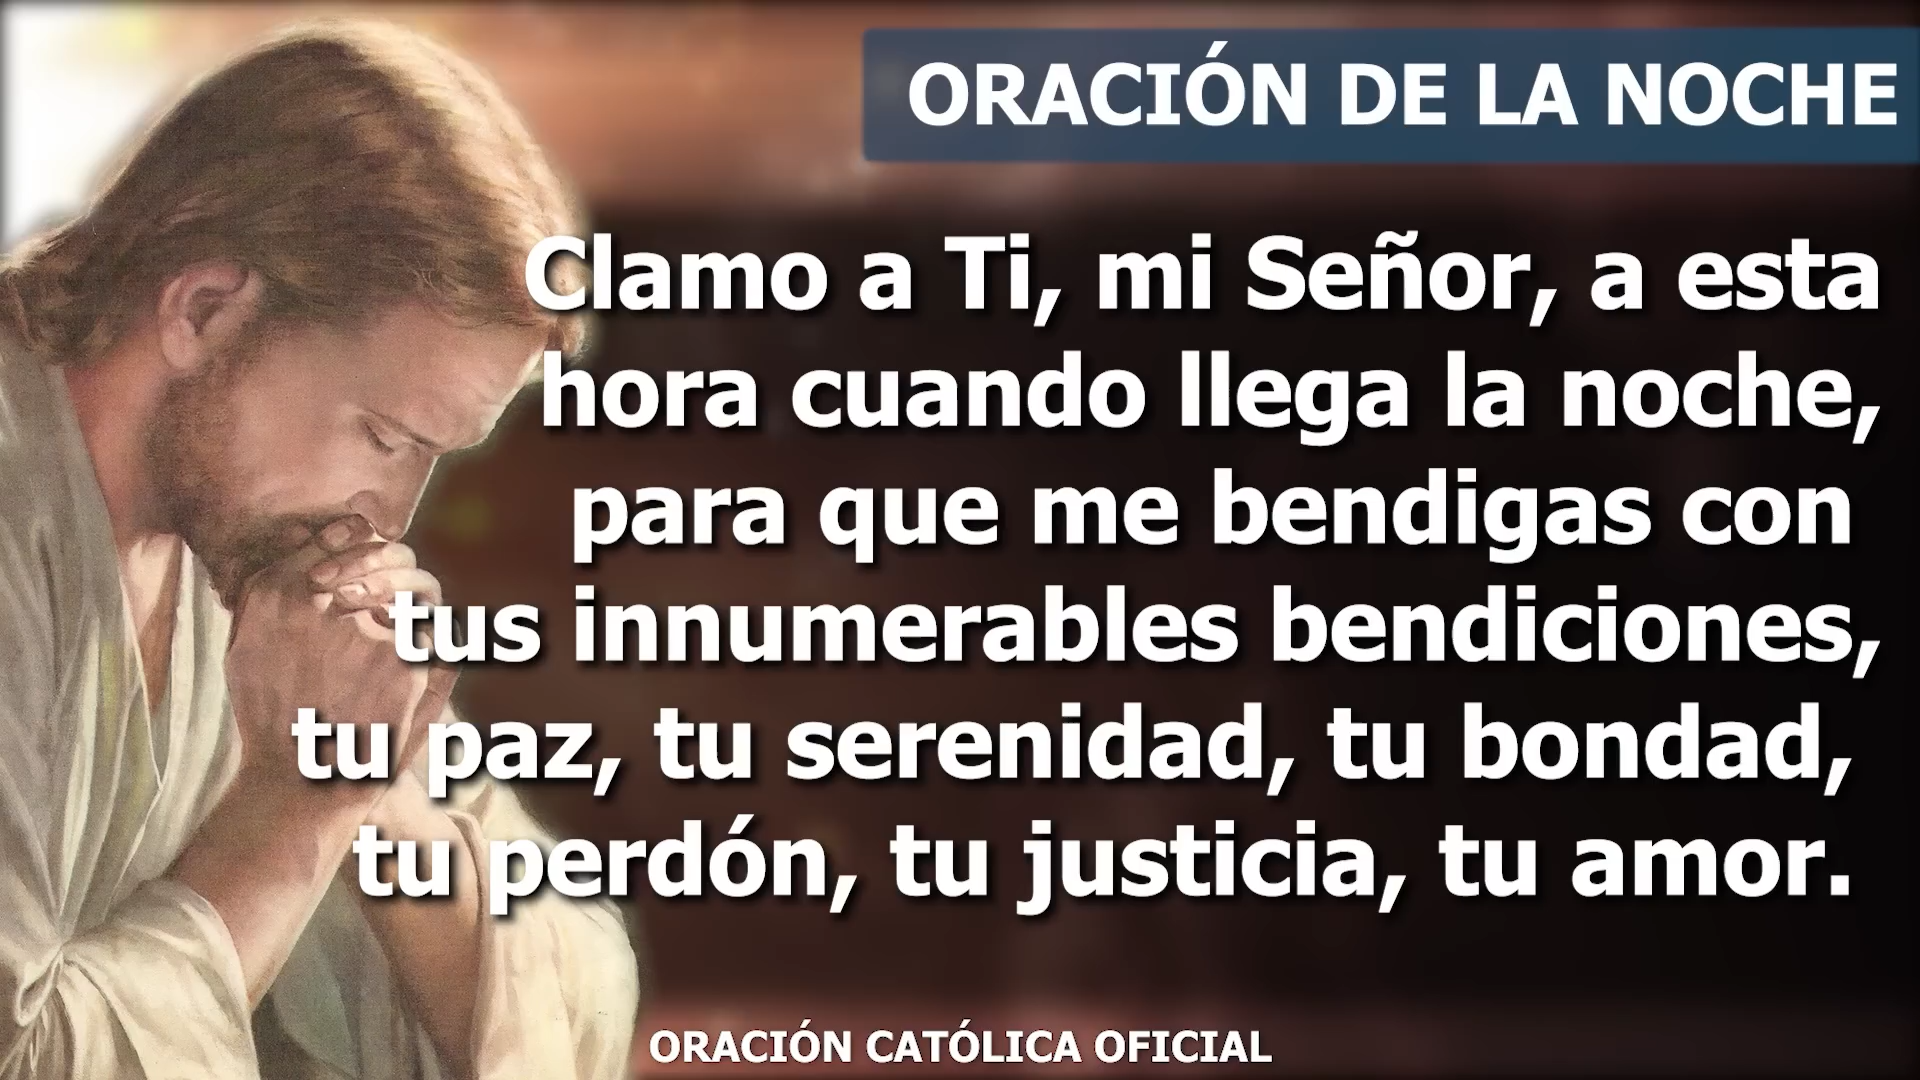 ORACIÓN DE LA NOCHE
Clamo a Ti, mi Señor, a esta
hora cuando llega la noche,
para que me bendigas con
tus innumerables bendiciones,
tu paz, tu serenidad, tu bondad,
tu perdón, tu justicia, tu amor.
ORACIÓN CATÓLICA OFICIAL